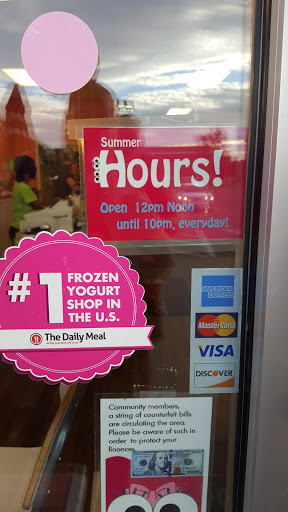 Summer
Hours!
Open 12pm Noon
until 10pm, everyday!
#1 FROZEN
YOGURT
SHOP IN
THE U.S.
The Daily Meal
AMERICAN
EXPRESS
MasterCard
VISA
DISCOVER
Community members,
a string of counterfeit bills
are circulating the area.
Please be aware of such in
order to protect your
finances